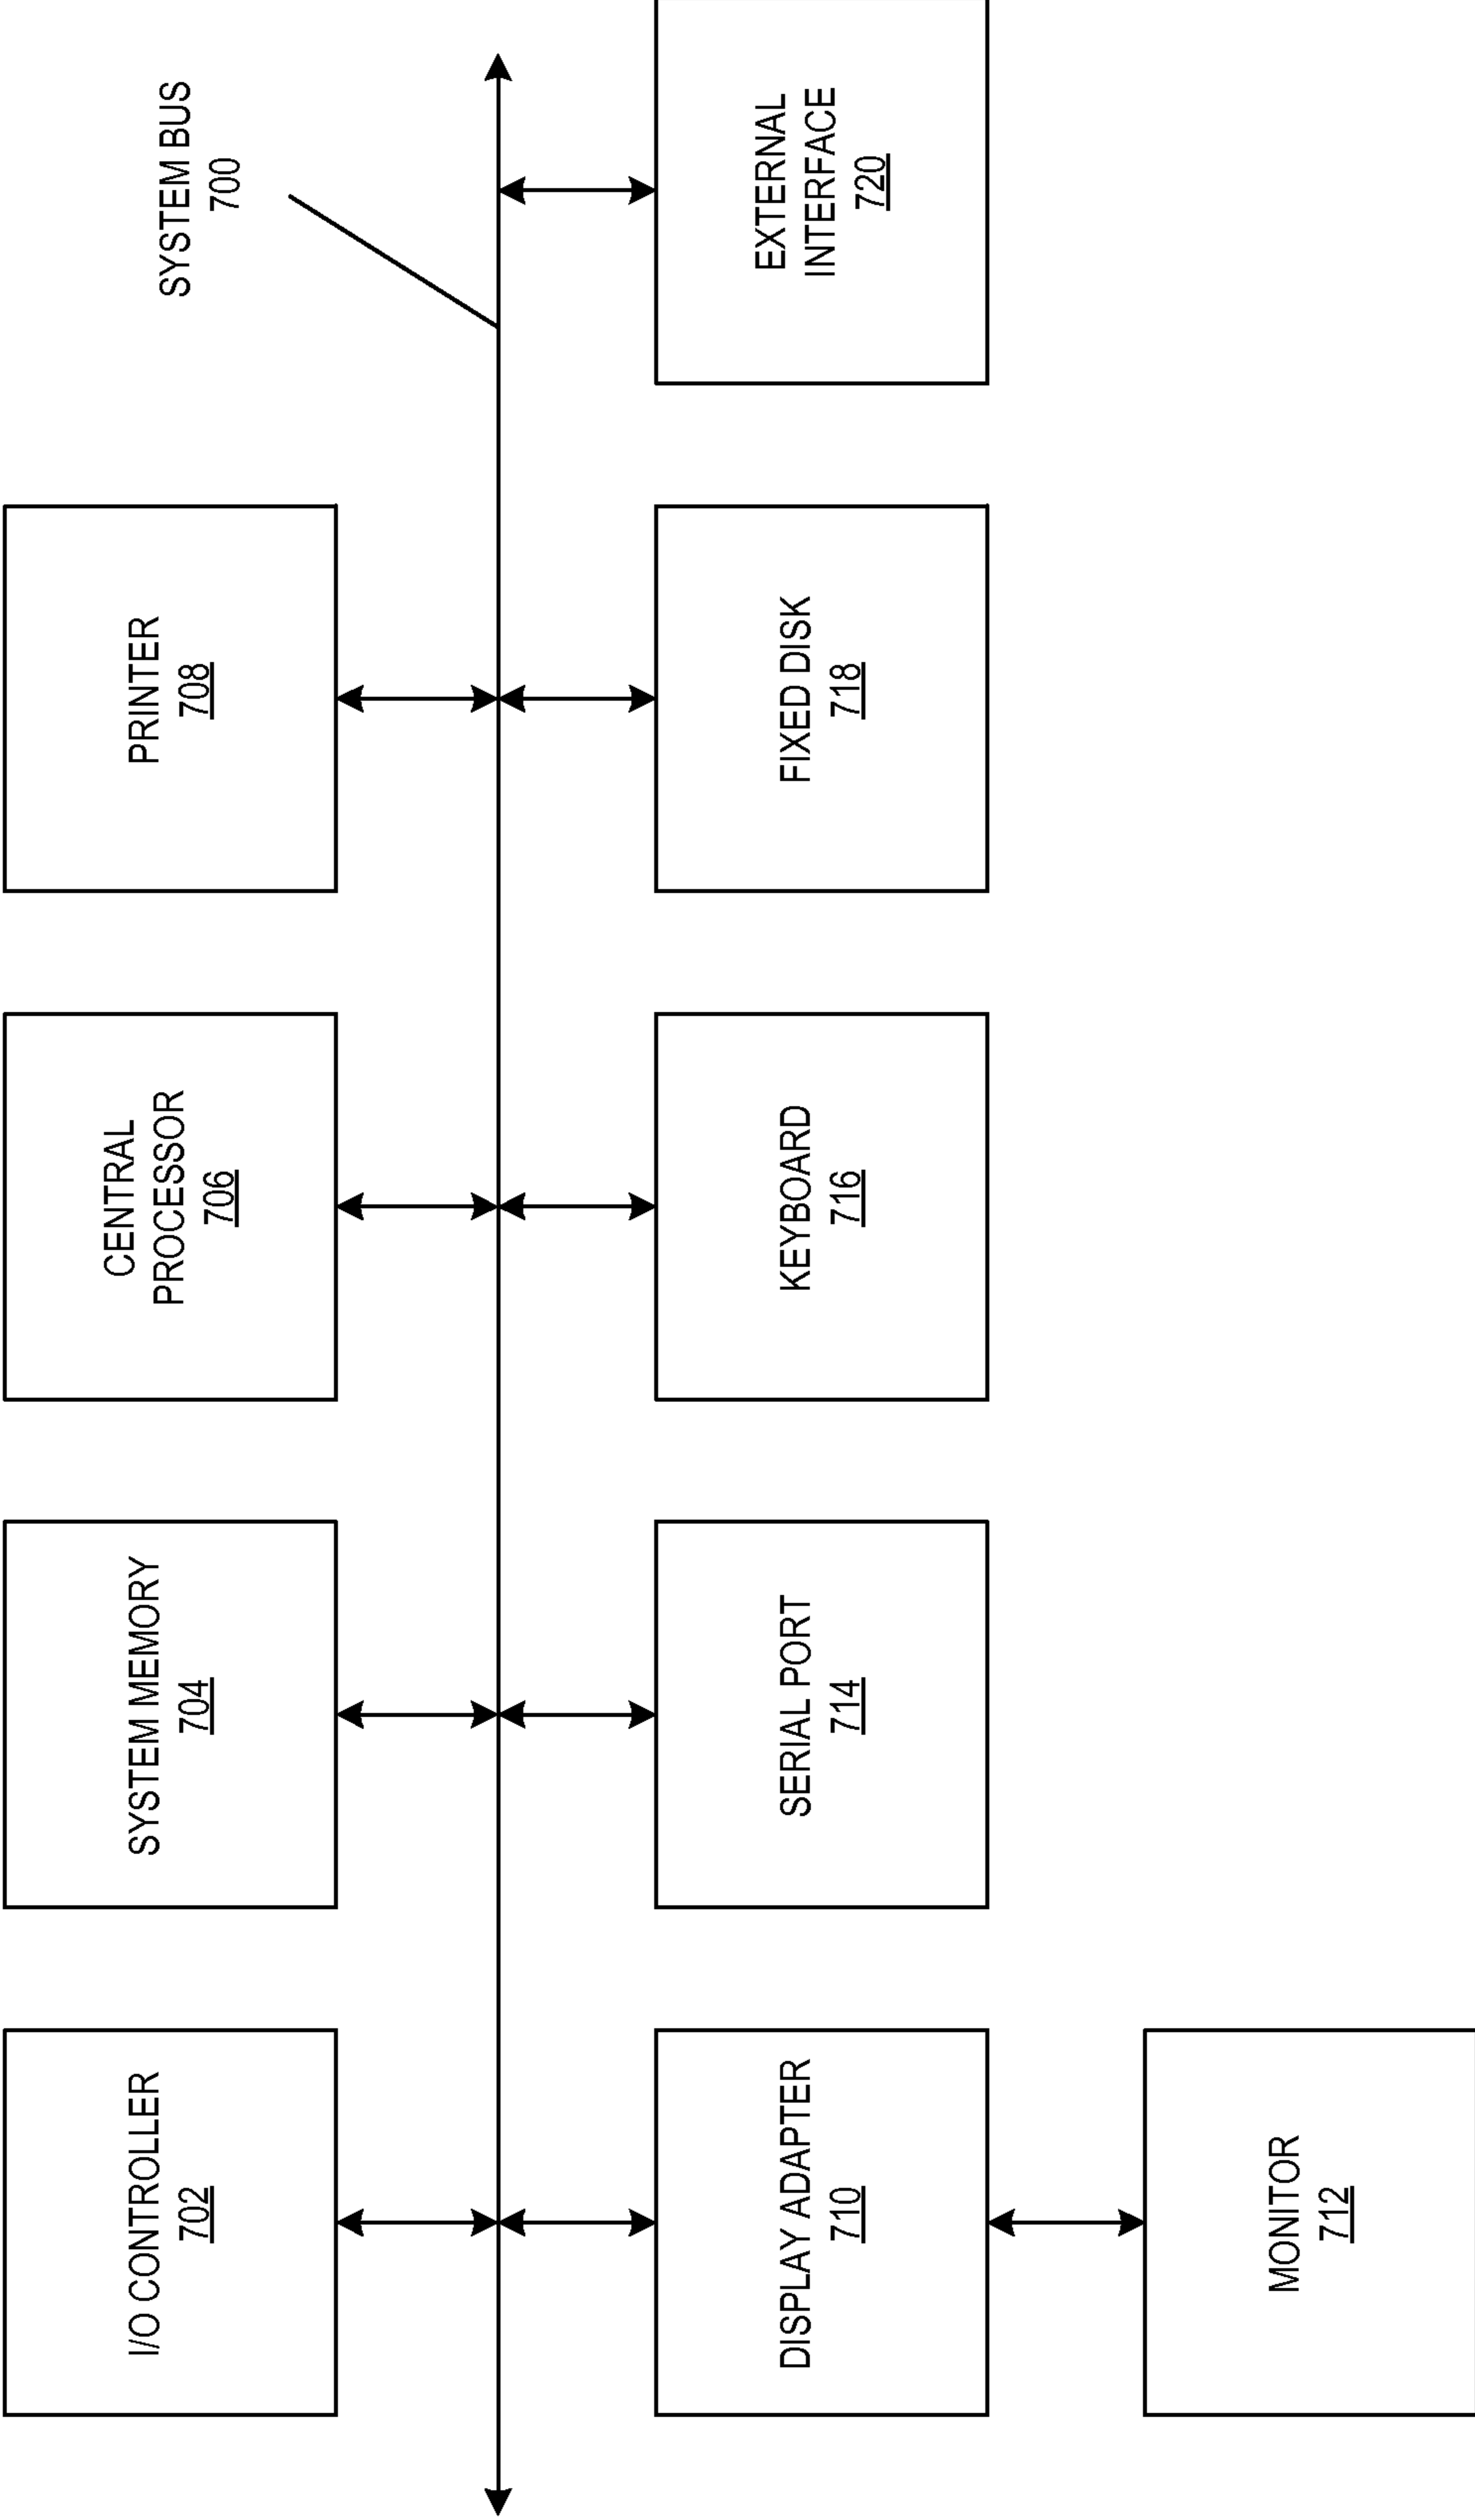 SYSTEM BUS
700
I/O CONTROLLER
702
SYSTEM MEMORY
704
CENTRAL
PROCESSOR
706
PRINTER
708
DISPLAY ADAPTER
710
SERIAL PORT
714
KEYBOARD
716
FIXED DISK
718
EXTERNAL
INTERFACE
720
MONITOR
712